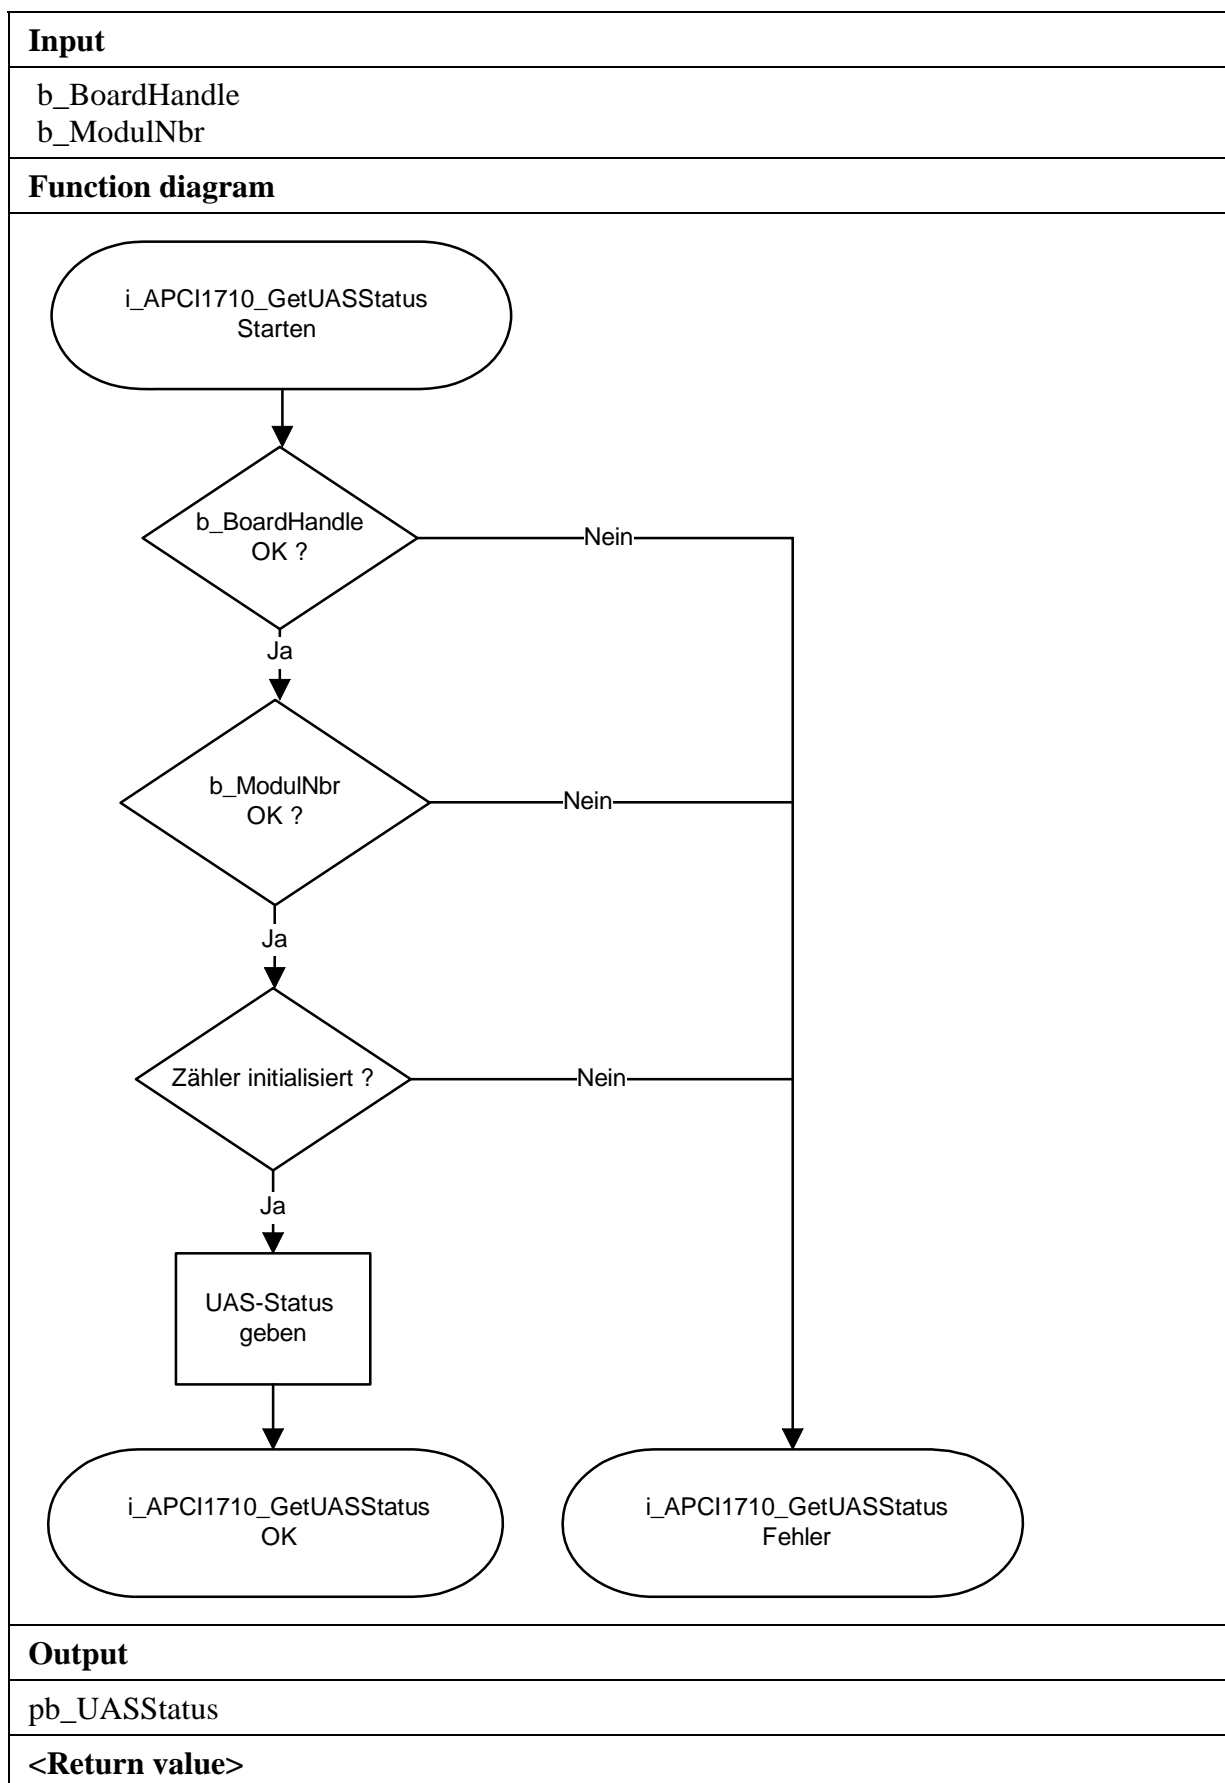 Input
b_BoardHandle
b_ModulNbr
Function diagram
i_APCI1710_GetUASStatus
Starten
b_BoardHandle
OK ?
Nein
Ja
b_ModulNbr
OK ?
Nein
Ja
Zähler initialisiert ?
Nein
Ja
UAS-Status
geben
i_APCI1710_GetUASStatus
OK
i_APCI1710_GetUASStatus
Fehler
Output
pb_UASStatus
<Return value>